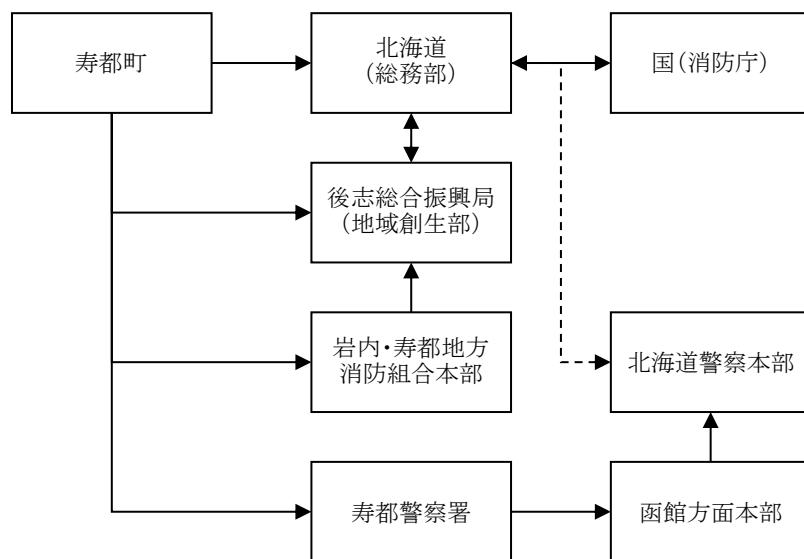 寿都町
北海道
（総務部）
国（消防庁）
後志総合振興局
（地域創生部）
岩内・寿都地方
消防組合本部
北海道警察本部
寿都警察署
函館方面本部